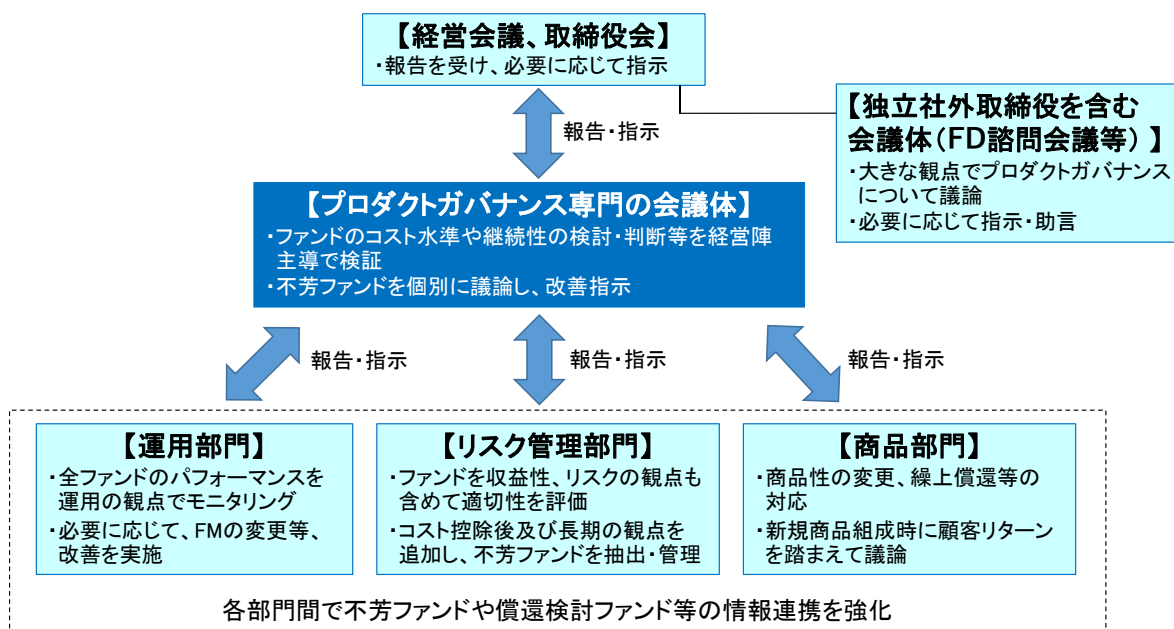 【経営会議、取締役会】
・報告を受け、必要に応じて指示
報告・指示
【独立社外取締役を含む
会議体(FD諮問会議等) 】
・大きな観点でプロダクトガバナンス
について議論
・必要に応じて指示・助言
【プロダクトガバナンス専門の会議体】
・ファンドのコスト水準や継続性の検討・判断等を経営陣
主導で検証
・不芳ファンドを個別に議論し、改善指示
報告・指示
報告・指示
報告・指示
【運用部門】
・全ファンドのパフォーマンスを
運用の観点でモニタリング
・必要に応じて、FMの変更等、
改善を実施
【リスク管理部門】
・ファンドを収益性、リスクの観点も
含めて適切性を評価
・コスト控除後及び長期の観点を
追加し、不芳ファンドを抽出・管理
【商品部門】
・商品性の変更、繰上償還等の
対応
・新規商品組成時に顧客リターン
を踏まえて議論
各部門間で不芳ファンドや償還検討ファンド等の情報連携を強化